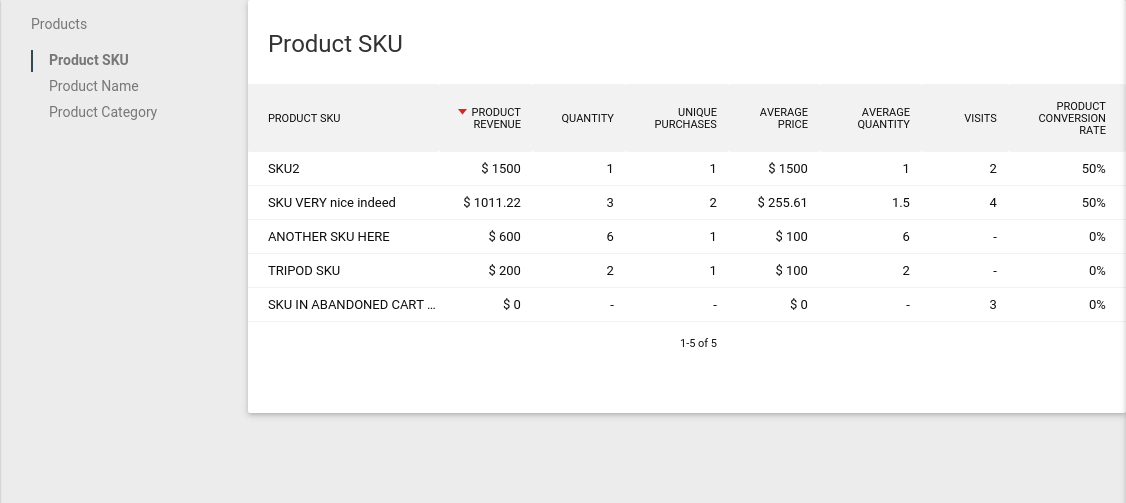 Products
Product SKU
Product Name
Product Category
Product SKU
PRODUCT SKU PRODUCT REVENUE QUANTITY UNIQUE PURCHASES AVERAGE PRICE AVERAGE QUANTITY VISITS PRODUCT CONVERSION RATE
SKU2 $ 1500 1 1 $ 1500 1 2 50%
SKU VERY nice indeed $ 1011.22 3 2 $ 255.61 1.5 4 50%
ANOTHER SKU HERE $ 600 6 1 $ 100 6 - 0%
TRIPOD SKU $ 200 2 1 $ 100 2 - 0%
SKU IN ABANDONED CART ... $ 0 - - $ 0 - 3 0%
1-5 of 5